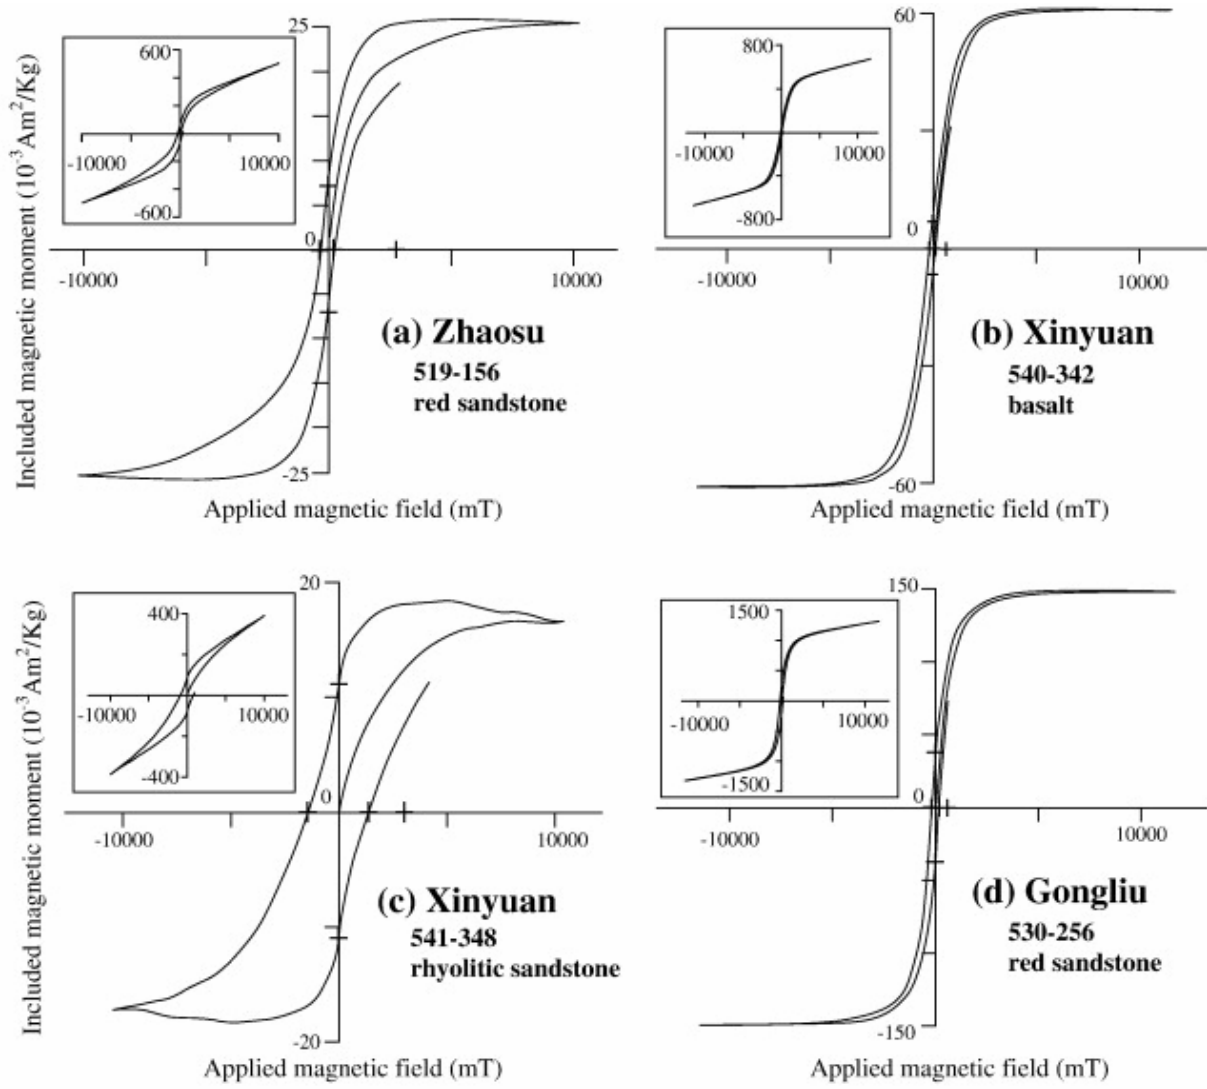 Included magnetic moment (10⁻³ Am²/Kg)
25
600
-10000
10000
-600
0
-10000
10000
(a) Zhaosu
519-156
red sandstone
-25
Applied magnetic field (mT)
60
800
-10000
10000
-800
0
-10000
10000
(b) Xinyuan
540-342
basalt
-60
Applied magnetic field (mT)
Included magnetic moment (10⁻³ Am²/Kg)
20
400
-10000
10000
-400
0
-10000
10000
(c) Xinyuan
541-348
rhyolitic sandstone
-20
Applied magnetic field (mT)
150
1500
-10000
10000
-1500
0
-10000
10000
(d) Gongliu
530-256
red sandstone
-150
Applied magnetic field (mT)